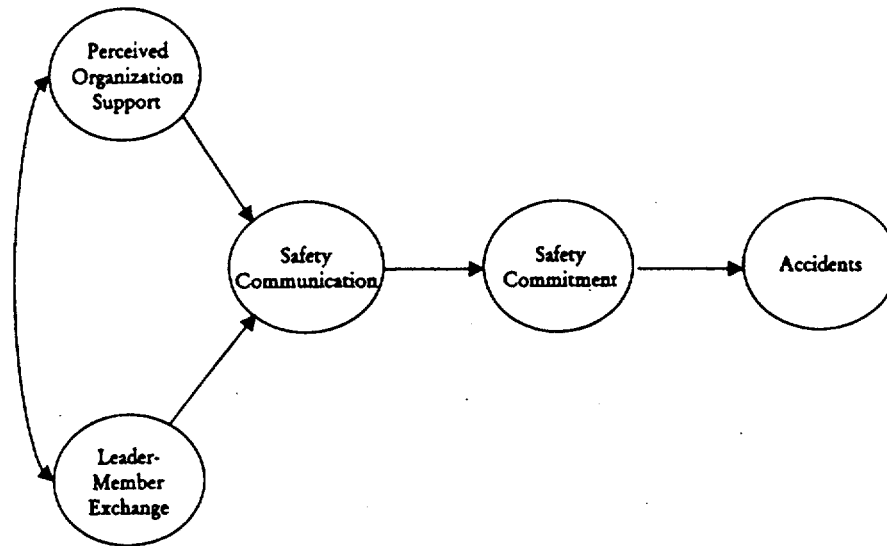 Perceived
Organization
Support
Safety
Communication
Safety
Commitment
Accidents
Leader-
Member
Exchange